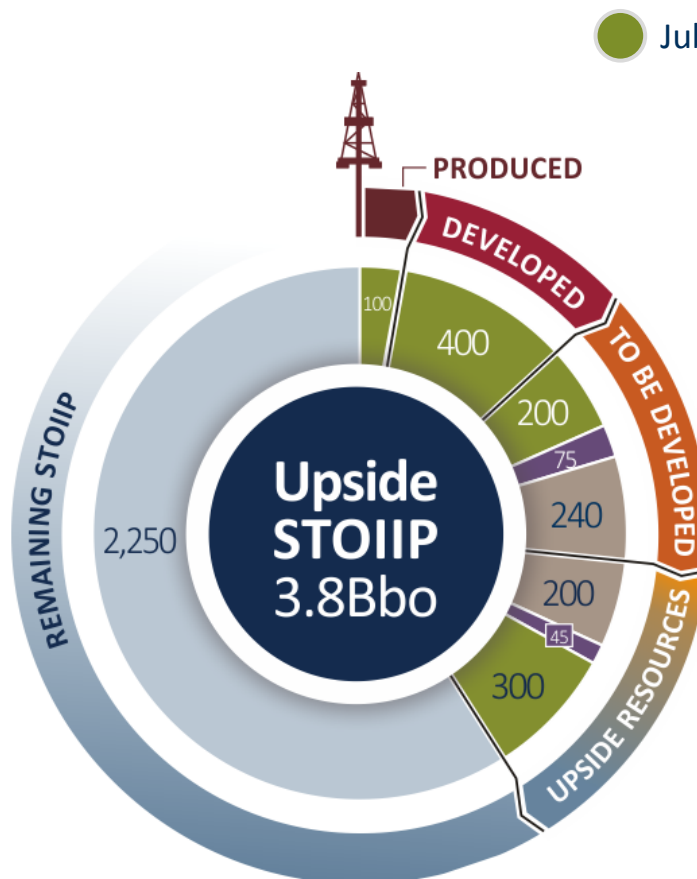 Jul
PRODUCED
DEVELOPED
TO BE DEVELOPED
UPSIDE RESOURCES
REMAINING STOIIP
100
400
200
75
240
200
45
300
2,250
Upside
STOIIP
3.8Bbo